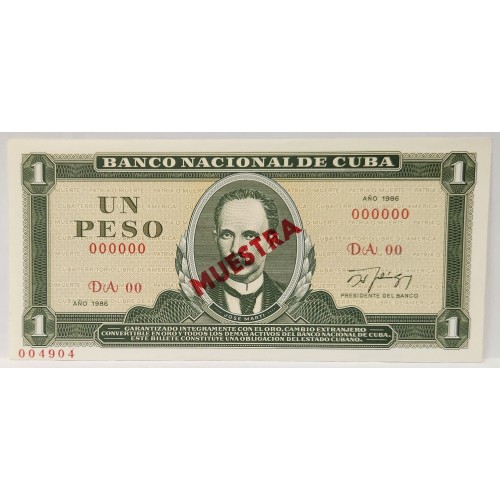 BANCO NACIONAL DE CUBA
1
1
UN
PESO
000000
DA 00
AÑO 1986
AÑO 1986
000000
DA 00
PRESIDENTE DEL BANCO
MUESTRA
JOSE MARTI
1
1
GARANTIZADO INTEGRAMENTE CON EL ORO, CAMBIO EXTRANJERO
CONVERTIBLE EN ORO Y TODOS LOS DEMAS ACTIVOS DEL BANCO NACIONAL DE CUBA.
ESTE BILLETE CONSTITUYE UNA OBLIGACION DEL ESTADO CUBANO.
004904